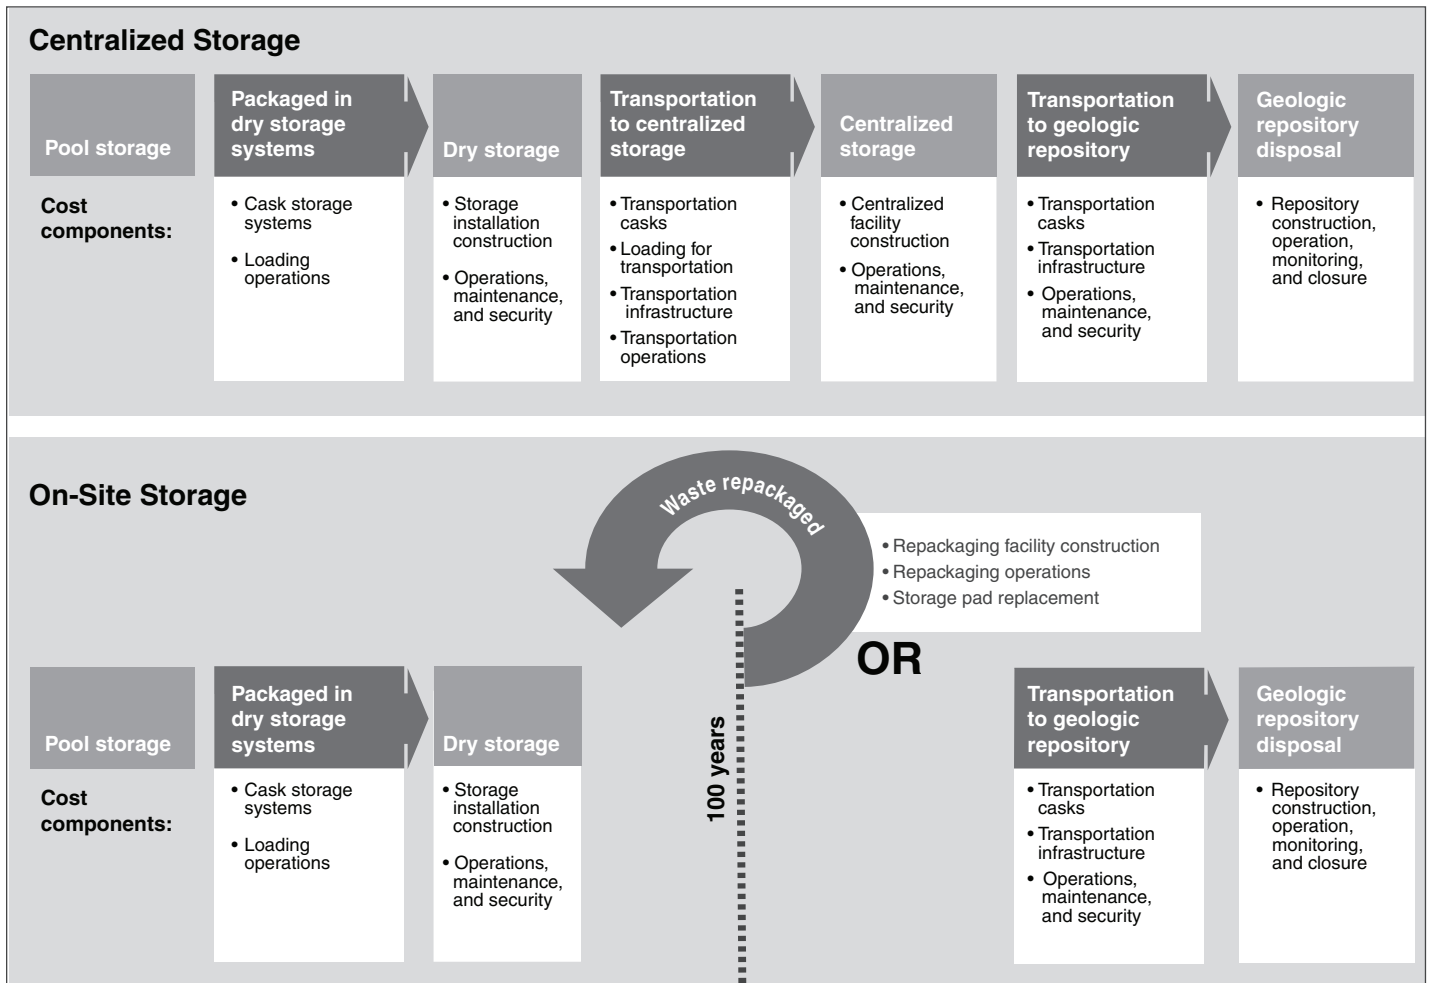 Centralized Storage
Pool storage
Cost
components:
Packaged in
dry storage
systems
• Cask storage
systems
• Loading
operations
Dry storage
• Storage
installation
construction
• Operations,
maintenance,
and security
Transportation
to centralized
storage
• Transportation
casks
• Loading for
transportation
• Transportation
infrastructure
• Transportation
operations
Centralized
storage
• Centralized
facility
construction
• Operations,
maintenance,
and security
Transportation
to geologic
repository
• Transportation
casks
• Transportation
infrastructure
• Operations,
maintenance,
and security
Geologic
repository
disposal
• Repository
construction,
operation,
monitoring,
and closure
On-Site Storage
Waste repackaged
• Repackaging facility construction
• Repackaging operations
• Storage pad replacement
OR
Pool storage
Cost
components:
Packaged in
dry storage
systems
• Cask storage
systems
• Loading
operations
Dry storage
• Storage
installation
construction
• Operations,
maintenance,
and security
100 years
Transportation
to geologic
repository
• Transportation
casks
• Transportation
infrastructure
• Operations,
maintenance,
and security
Geologic
repository
disposal
• Repository
construction,
operation,
monitoring,
and closure